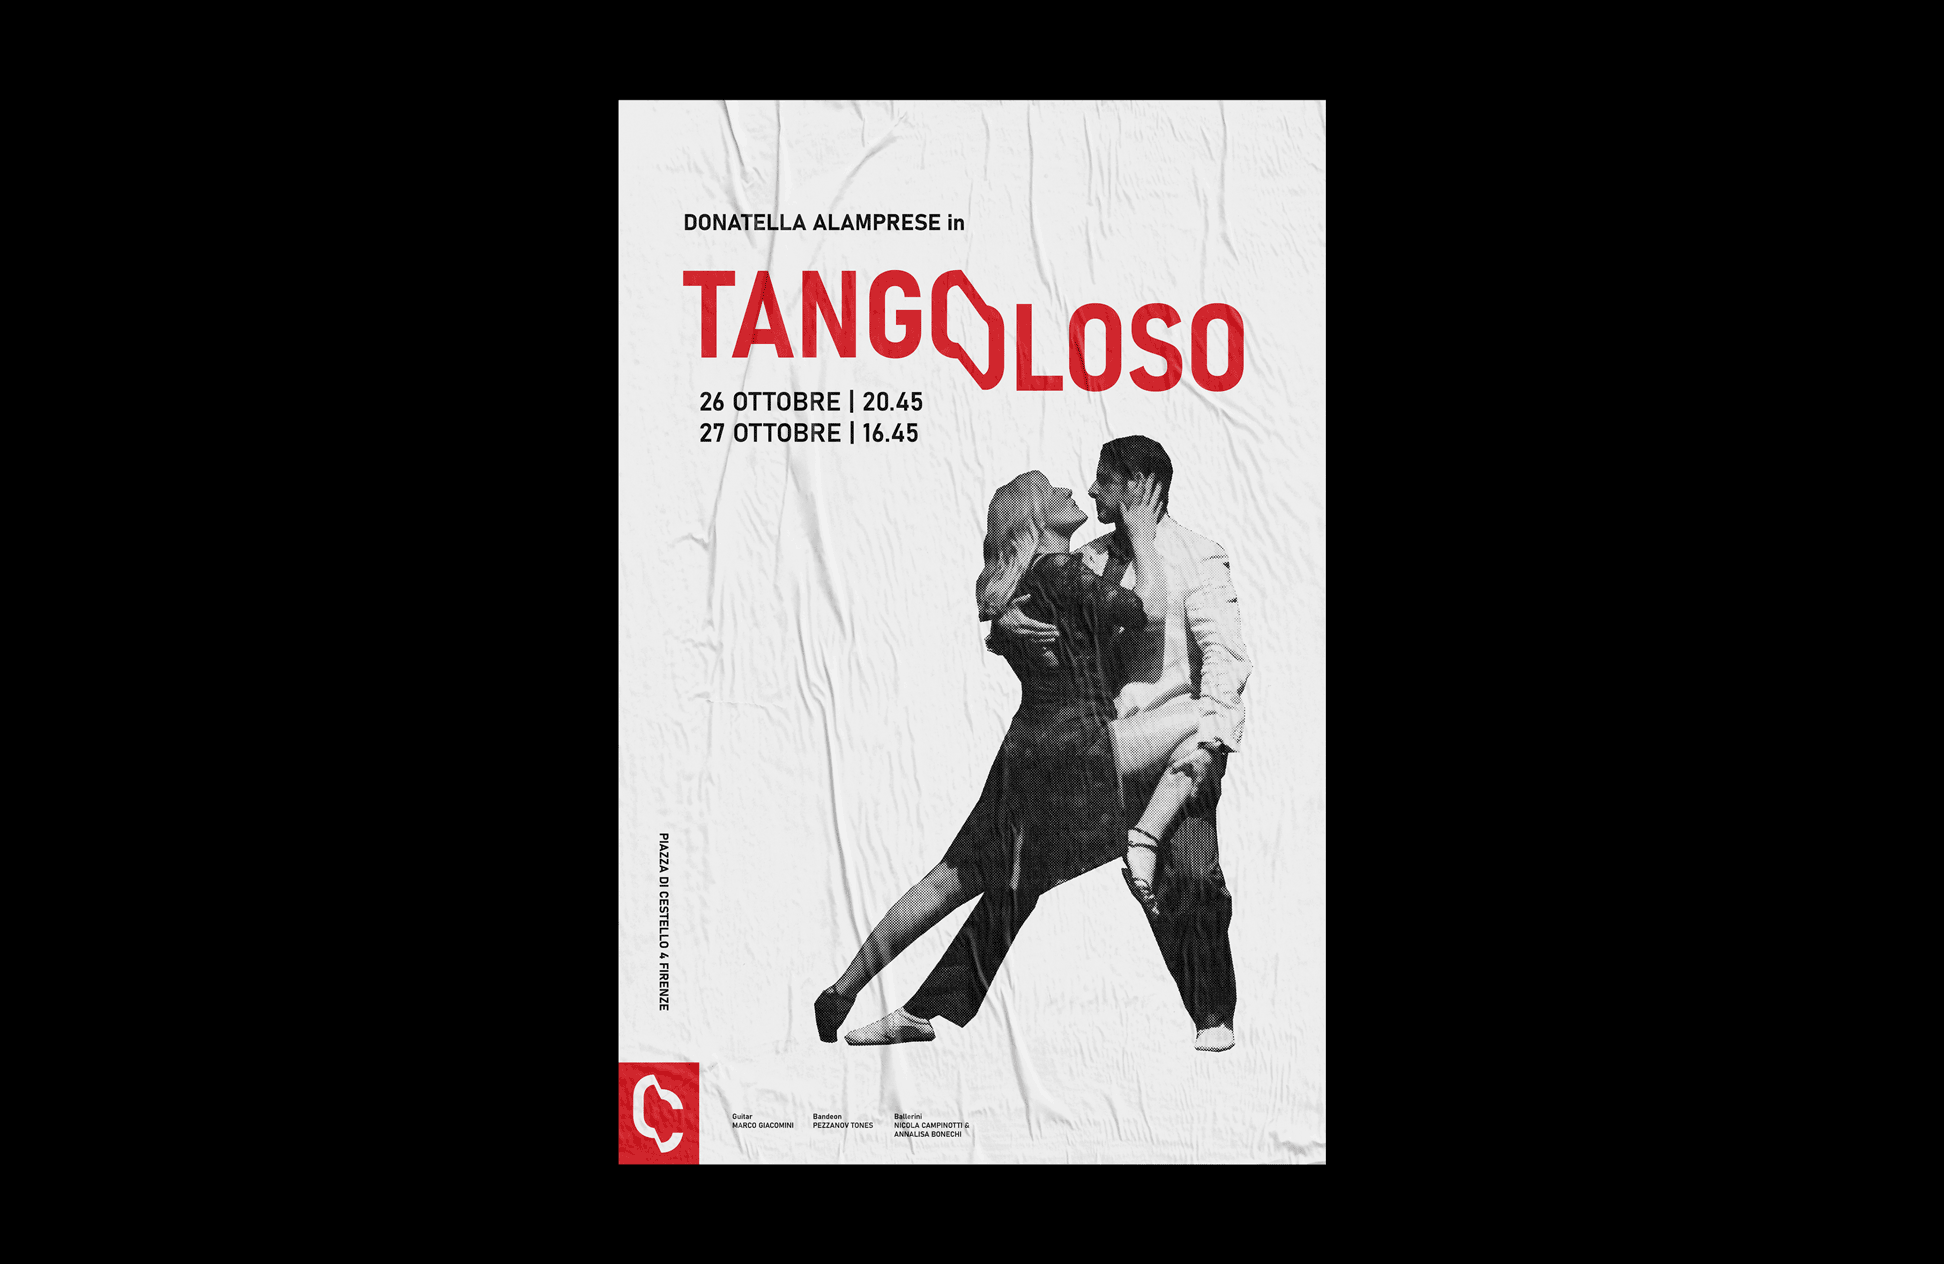 DONATELLA ALAMPRESE in
TANGOLOSO
26 OTTOBRE | 20.45
27 OTTOBRE | 16.45
PIAZZA DI CESTELLO 4 FIRENZE
Guitar
MARCO GIACOMINI
Bandeon
PEZZANOV TONES
Ballerini
NICOLA CAMPINOTTI &
ANNALISA BONECHI